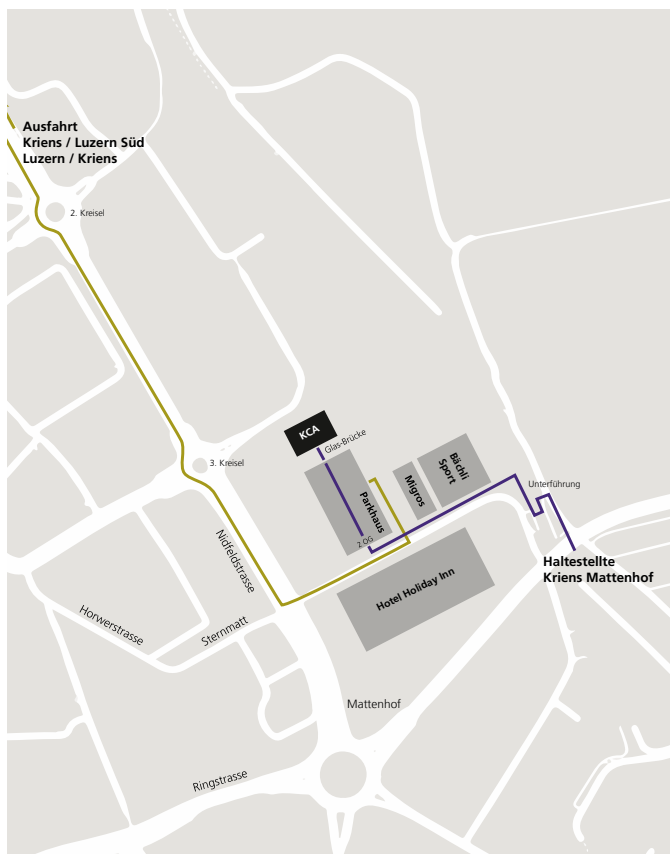 Ausfahrt
Kriens / Luzern Süd
Luzern / Kriens
2. Kreisel
KCA
Glas-Brücke
3. Kreisel
Bächli
Sport
Migros
Parkhaus
Unterführung
2.OG
Nidfeldstrasse
Haltestellte
Kriens Mattenhof
Hotel Holiday Inn
Horwerstrasse
Sternmatt
Mattenhof
Ringstrasse